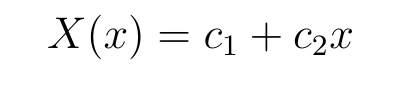 X(x) = c₁ + c₂x